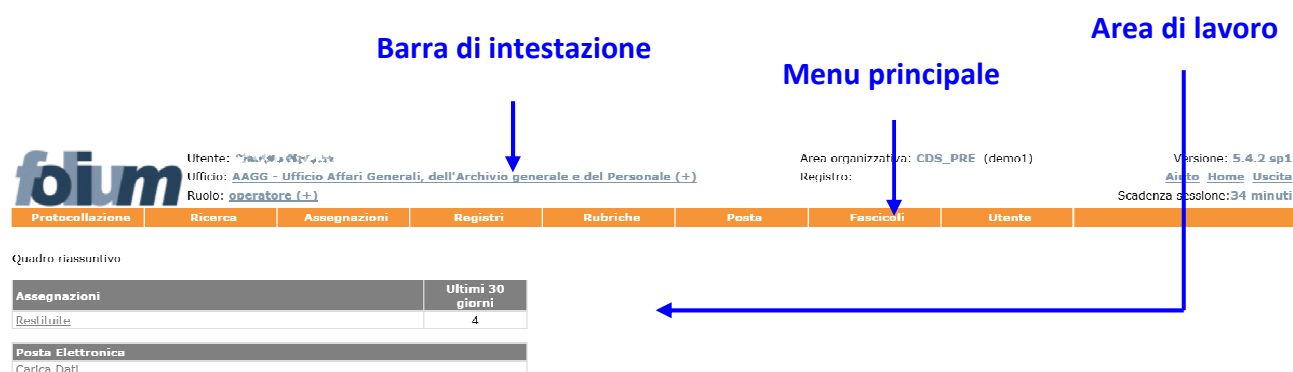 Area di lavoro
Barra di intestazione
Menu principale
folium
Utente:
Ufficio: AAGG - Ufficio Affari Generali, dell'Archivio generale e del Personale (+)
Ruolo: operatore (+)
Area organizzativa: CDS_PRE (demo1)
Registro:
Versione: 5.4.2 sp1
Aiuto Home Uscita
Scadenza sessione:34 minuti
Protocollazione Ricerca Assegnazioni Registri Rubriche Posta Fascicoli Utente
Quadro riassuntivo
Assegnazioni Ultimi 30 giorni
Restituite 4
Posta Elettronica
Carica Dati